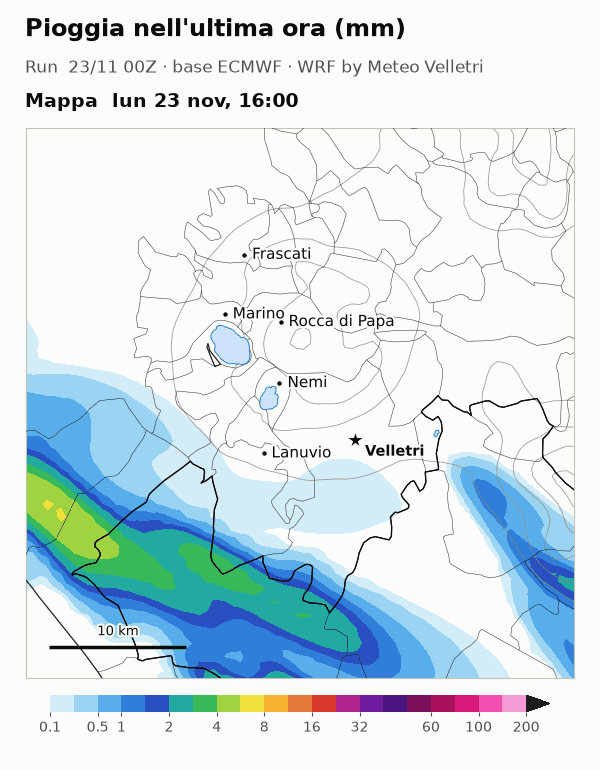 Pioggia nell'ultima ora (mm)
Run  23/11 00Z · base ECMWF · WRF by Meteo Velletri
Mappa  lun 23 nov, 16:00
Frascati
Marino
Rocca di Papa
Nemi
Velletri
Lanuvio
10 km
0.1 0.5 1 2 4 8 16 32 60 100 200